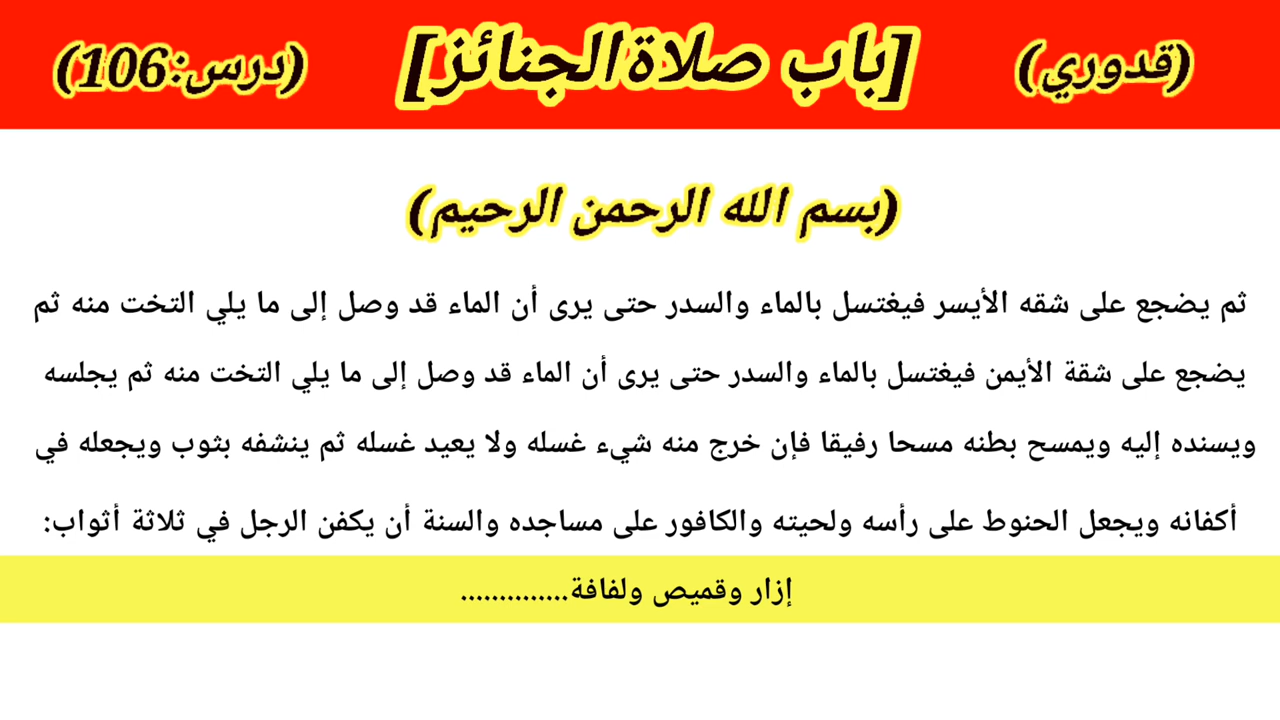 (قدوري) [باب صلاة الجنائز] (درس:106)
(بسم الله الرحمن الرحيم)
ثم يضجع على شقه الأيسر فيغتسل بالماء والسدر حتى يرى أن الماء قد وصل إلى ما يلي التخت منه ثم
يضجع على شقة الأيمن فيغتسل بالماء والسدر حتى يرى أن الماء قد وصل إلى ما يلي التخت منه ثم يجلسه
ويسنده إليه ويمسح بطنه مسحا رفيقا فإن خرج منه شيء غسله ولا يعيد غسله ثم ينشفه بثوب ويجعله في
أكفانه ويجعل الحنوط على رأسه ولحيته والكافور على مساجده والسنة أن يكفن الرجل في ثلاثة أثواب:
إزار وقميص ولفافة..............